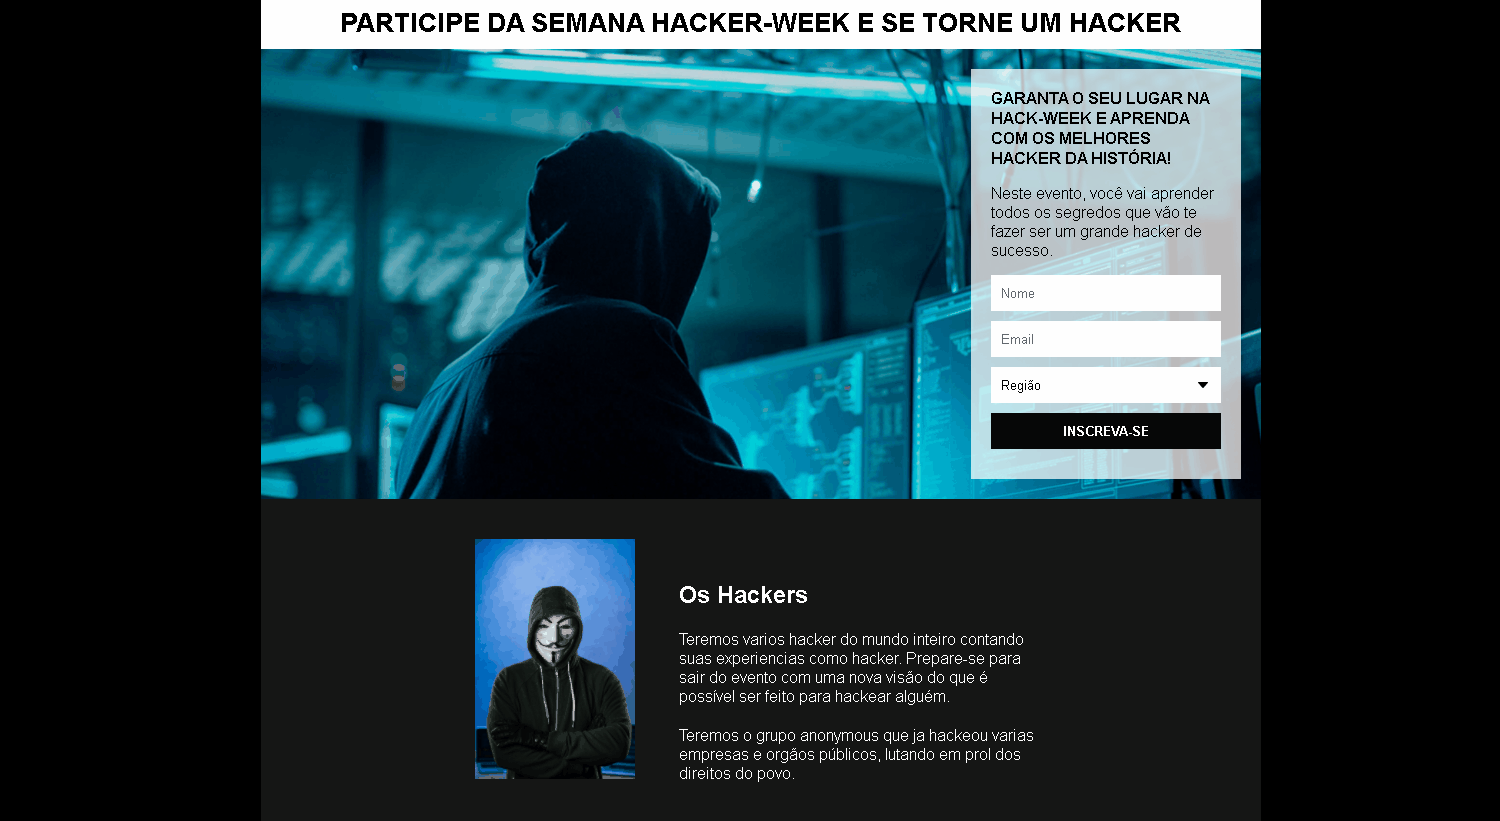 PARTICIPE DA SEMANA HACKER-WEEK E SE TORNE UM HACKER
GARANTA O SEU LUGAR NA
HACK-WEEK E APRENDA
COM OS MELHORES
HACKER DA HISTÓRIA!
Neste evento, você vai aprender
todos os segredos que vão te
fazer ser um grande hacker de
sucesso.
Nome
Email
Região
INSCREVA-SE
Os Hackers
Teremos varios hacker do mundo inteiro contando
suas experiencias como hacker. Prepare-se para
sair do evento com uma nova visão do que é
possível ser feito para hackear alguém.
Teremos o grupo anonymous que ja hackeou varias
empresas e orgãos públicos, lutando em prol dos
direitos do povo.